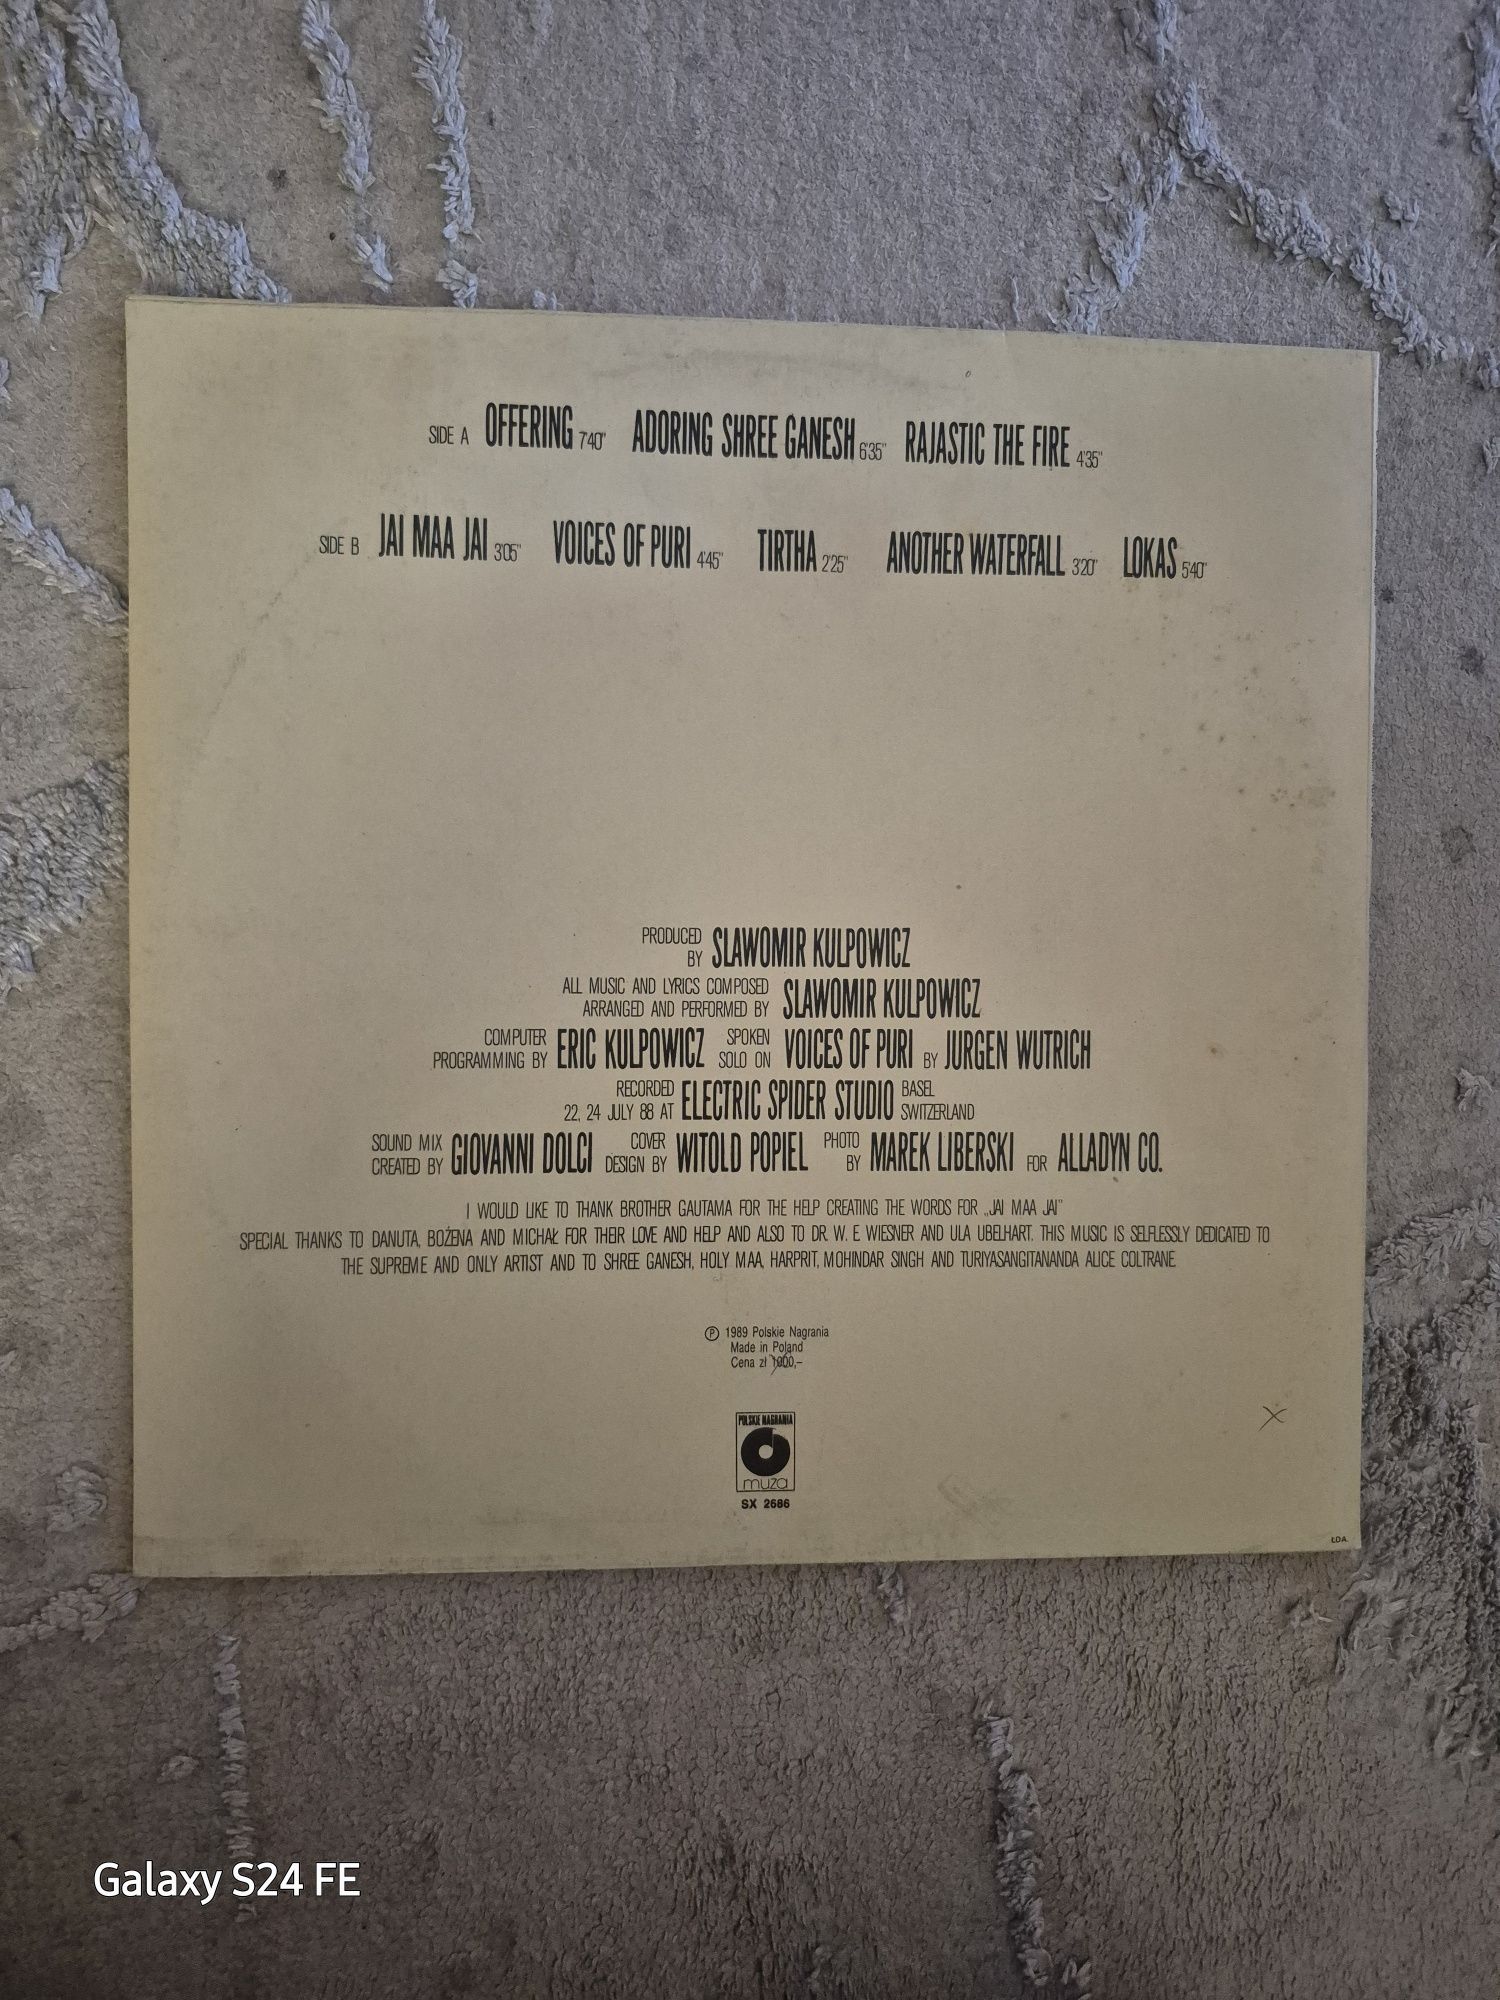 SIDE A OFFERING 7'40" ADORING SHREE GANESH 6'35" RAJASTIC THE FIRE 4'35"
SIDE B JAI MAA JAI 3'05" VOICES OF PURI 4'45" TIRTHA 2'25" ANOTHER WATERFALL 3'20" LOKAS 5'40"
PRODUCED BY SLAWOMIR KULPOWICZ
ALL MUSIC AND LYRICS COMPOSED ARRANGED AND PERFORMED BY SLAWOMIR KULPOWICZ
COMPUTER PROGRAMMING BY ERIC KULPOWICZ SPOKEN SOLO ON VOICES OF PURI BY JURGEN WUTRICH
RECORDED 22, 24 JULY 88 AT ELECTRIC SPIDER STUDIO BASEL SWITZERLAND
SOUND MIX CREATED BY GIOVANNI DOLCI COVER DESIGN BY WITOLD POPIEL PHOTO BY MAREK LIBERSKI FOR ALLADYN CO.
I WOULD LIKE TO THANK BROTHER GAUTAMA FOR THE HELP CREATING THE WORDS FOR „JAI MAA JAI"
SPECIAL THANKS TO DANUTA, BOŻENA AND MICHAŁ FOR THEIR LOVE AND HELP AND ALSO TO DR. W. E. WIESNER AND ULA UBELHART. THIS MUSIC IS SELFLESSLY DEDICATED TO
THE SUPREME AND ONLY ARTIST AND TO SHREE GANESH, HOLY MAA, HARPRIT, MOHINDAR SINGH AND TURIYASANGITANANDA ALICE COLTRANE.
Ⓟ 1989 Polskie Nagrania
Made in Poland
Cena zł 1000,–
POLSKIE NAGRANIA
muza
SX 2686
ŁDA
Galaxy S24 FE